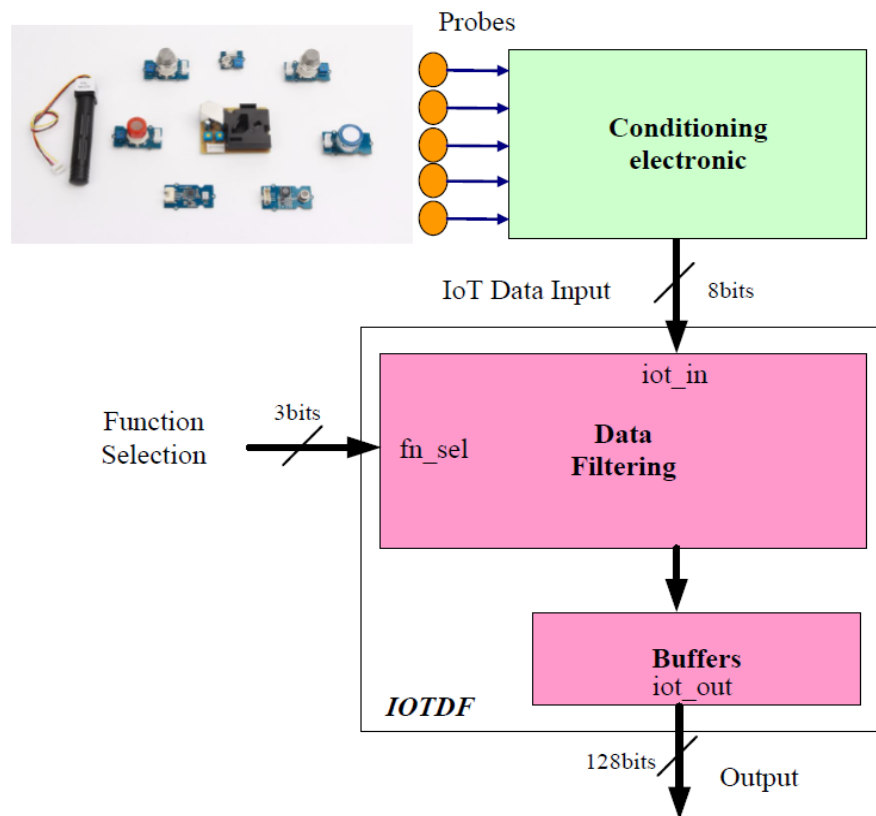 Probes
Conditioning
electronic
IoT Data Input
8bits
iot_in
3bits
Function
Selection
fn_sel
Data
Filtering
Buffers
iot_out
IOTDF
128bits
Output